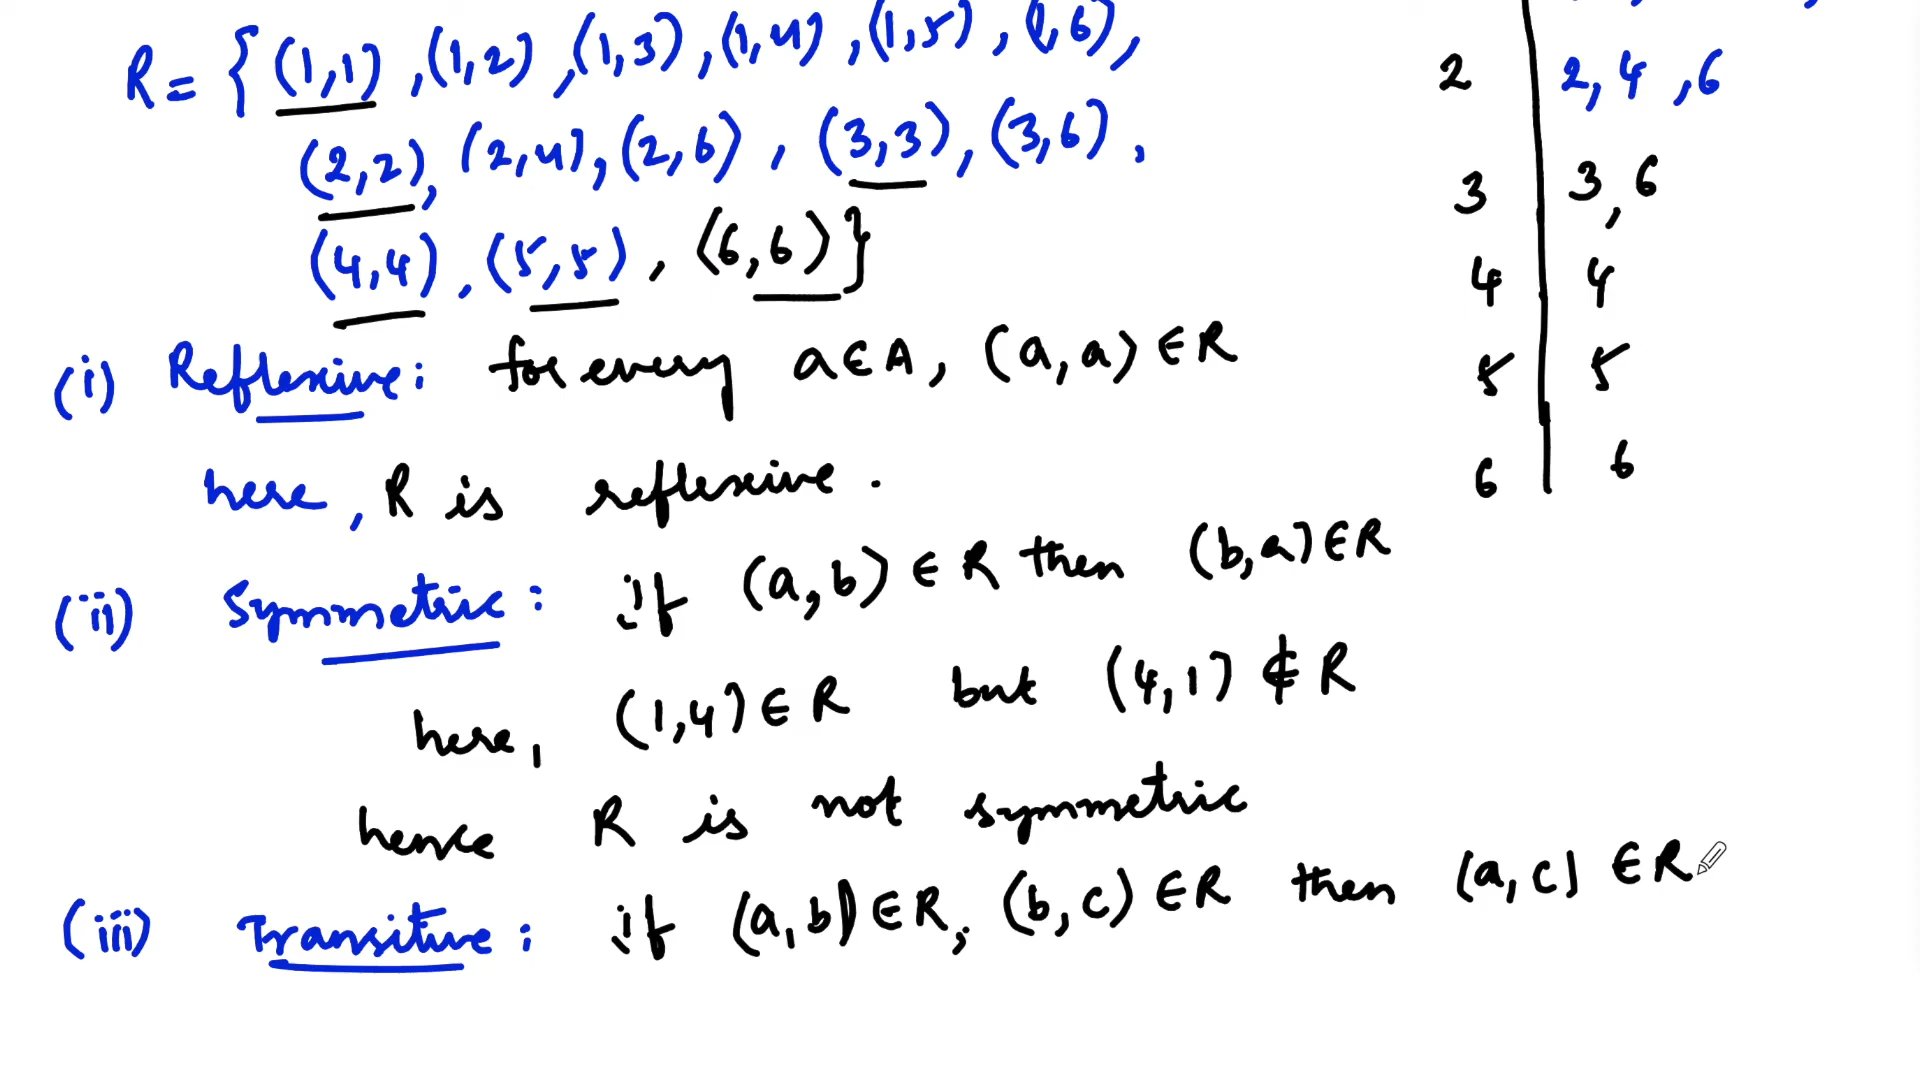 R = { (1,1) , (1,2) , (1,3) , (1,4) , (1,5) , (1,6) ,
(2,2) , (2,4) , (2,6) , (3,3) , (3,6) ,
(4,4) , (5,5) , (6,6) }
2 | 2, 4 , 6
3 | 3, 6
4 | 4
5 | 5
6 | 6
(i) Reflexive : for every a∈A, (a,a) ∈ R
here, R is reflexive .
(ii) Symmetric : if (a,b) ∈ R then (b,a) ∈ R
here, (1,4) ∈ R but (4,1) ∉ R
hence R is not symmetric
(iii) Transitive : if (a,b) ∈ R, (b,c) ∈ R then (a,c) ∈ R